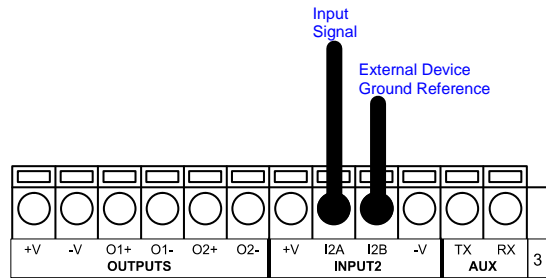 Input
Signal
External Device
Ground Reference
+V -V O1+ O1- O2+ O2- +V I2A I2B -V TX RX
OUTPUTS INPUT2 AUX 3